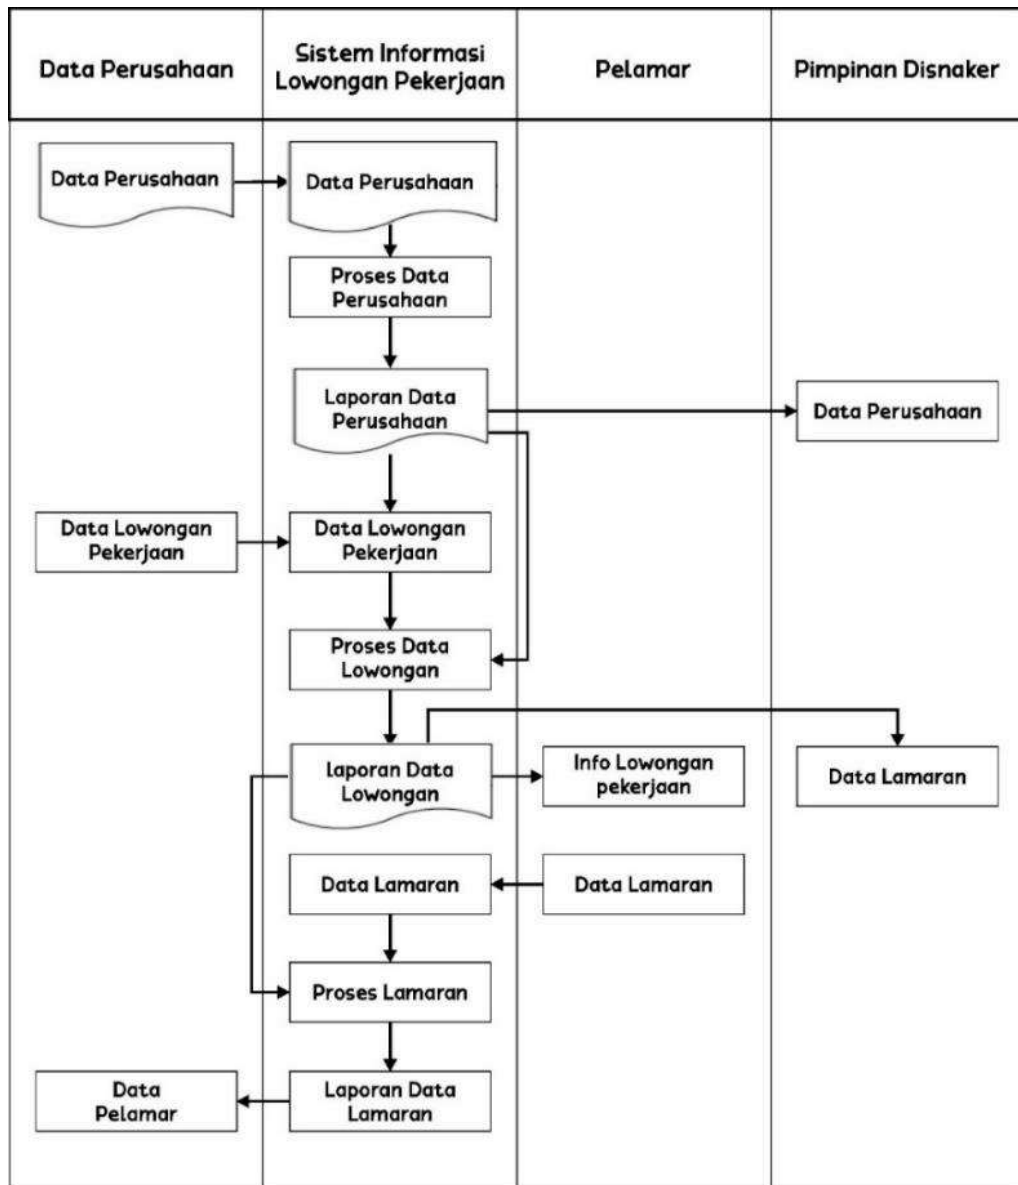 Data Perusahaan
Sistem Informasi
Lowongan Pekerjaan
Pelamar
Pimpinan Disnaker
Data Perusahaan
Data Perusahaan
Proses Data
Perusahaan
Laporan Data
Perusahaan
Data Perusahaan
Data Lowongan
Pekerjaan
Data Lowongan
Pekerjaan
Proses Data
Lowongan
laporan Data
Lowongan
Info Lowongan
pekerjaan
Data Lamaran
Data Lamaran
Data Lamaran
Proses Lamaran
Data
Pelamar
Laporan Data
Lamaran